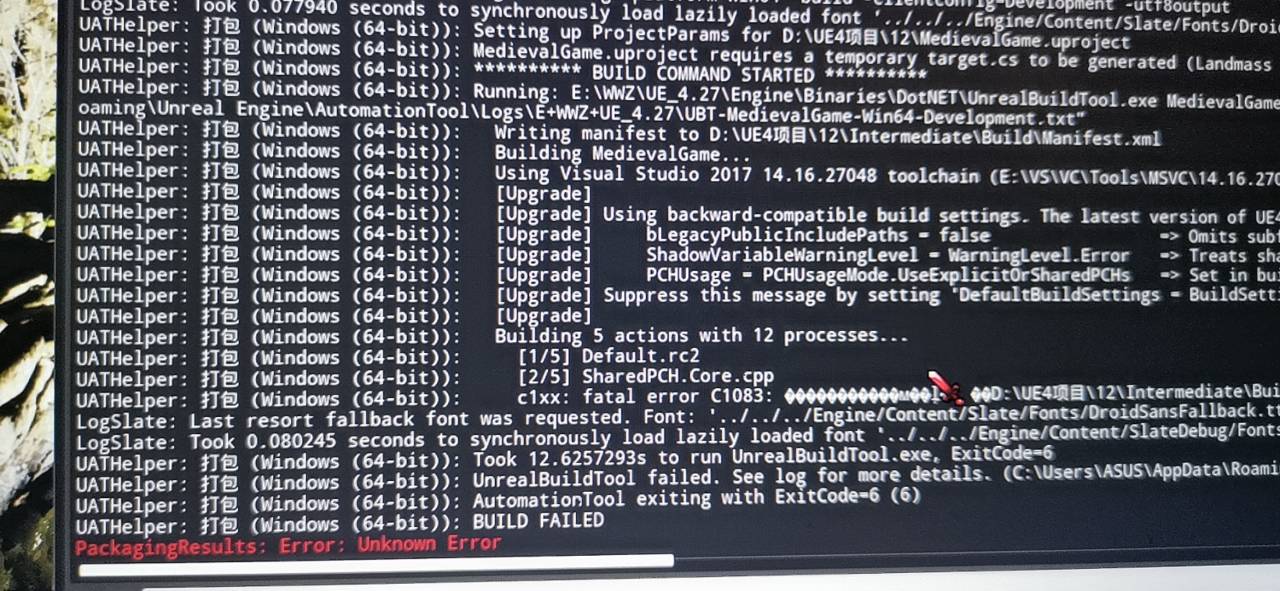 LogSlate: Took 0.077940 seconds to synchronously load lazily loaded font '../../../Engine/Content/Slate/Fonts/Droi
-utf8output
UATHelper: 打包 (Windows (64-bit)): Setting up ProjectParams for D:\UE4项目\12\MedievalGame.uproject
UATHelper: 打包 (Windows (64-bit)): MedievalGame.uproject requires a temporary target.cs to be generated (Landmass
UATHelper: 打包 (Windows (64-bit)): ********** BUILD COMMAND STARTED **********
UATHelper: 打包 (Windows (64-bit)): Running: E:\WWZ\UE_4.27\Engine\Binaries\DotNET\UnrealBuildTool.exe MedievalGame
oaming\Unreal Engine\AutomationTool\Logs\E+WWZ+UE_4.27\UBT-MedievalGame-Win64-Development.txt"
UATHelper: 打包 (Windows (64-bit)): Writing manifest to D:\UE4项目\12\Intermediate\Build\Manifest.xml
UATHelper: 打包 (Windows (64-bit)): Building MedievalGame...
UATHelper: 打包 (Windows (64-bit)): Using Visual Studio 2017 14.16.27048 toolchain (E:\VS\VC\Tools\MSVC\14.16.270
UATHelper: 打包 (Windows (64-bit)): [Upgrade]
UATHelper: 打包 (Windows (64-bit)): [Upgrade] Using backward-compatible build settings. The latest version of UE4
UATHelper: 打包 (Windows (64-bit)): [Upgrade] bLegacyPublicIncludePaths = false => Omits sub
UATHelper: 打包 (Windows (64-bit)): [Upgrade] ShadowVariableWarningLevel = WarningLevel.Error => Treats sha
UATHelper: 打包 (Windows (64-bit)): [Upgrade] PCHUsage = PCHUsageMode.UseExplicitOrSharedPCHs => Set in bu
UATHelper: 打包 (Windows (64-bit)): [Upgrade] Suppress this message by setting 'DefaultBuildSettings = BuildSett
UATHelper: 打包 (Windows (64-bit)): [Upgrade]
UATHelper: 打包 (Windows (64-bit)): Building 5 actions with 12 processes...
UATHelper: 打包 (Windows (64-bit)): [1/5] Default.rc2
UATHelper: 打包 (Windows (64-bit)): [2/5] SharedPCH.Core.cpp
UATHelper: 打包 (Windows (64-bit)): c1xx: fatal error C1083: D:\UE4项目\12\Intermediate\Bui
LogSlate: Last resort fallback font was requested. Font: '../../../Engine/Content/Slate/Fonts/DroidSansFallback.t
LogSlate: Took 0.080245 seconds to synchronously load lazily loaded font '../../../Engine/Content/SlateDebug/Fonts
UATHelper: 打包 (Windows (64-bit)): Took 12.6257293s to run UnrealBuildTool.exe, ExitCode=6
UATHelper: 打包 (Windows (64-bit)): UnrealBuildTool failed. See log for more details. (C:\Users\ASUS\AppData\Roami
UATHelper: 打包 (Windows (64-bit)): AutomationTool exiting with ExitCode=6 (6)
UATHelper: 打包 (Windows (64-bit)): BUILD FAILED
PackagingResults: Error: Unknown Error